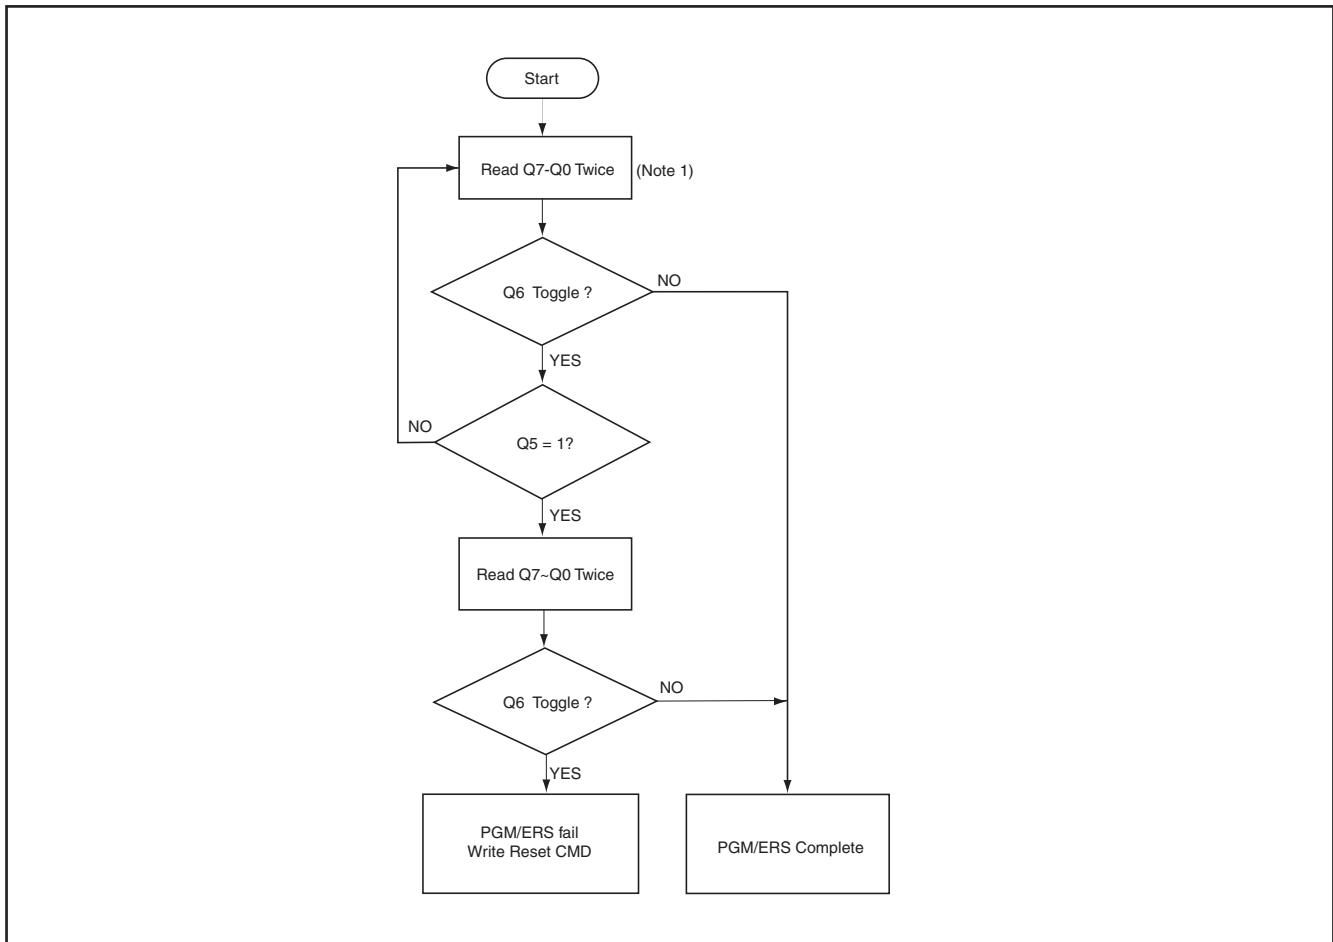 Start
Read Q7-Q0 Twice
(Note 1)
Q6 Toggle ?
NO
YES
NO
Q5 = 1?
YES
Read Q7~Q0 Twice
Q6 Toggle ?
NO
YES
PGM/ERS fail
Write Reset CMD
PGM/ERS Complete